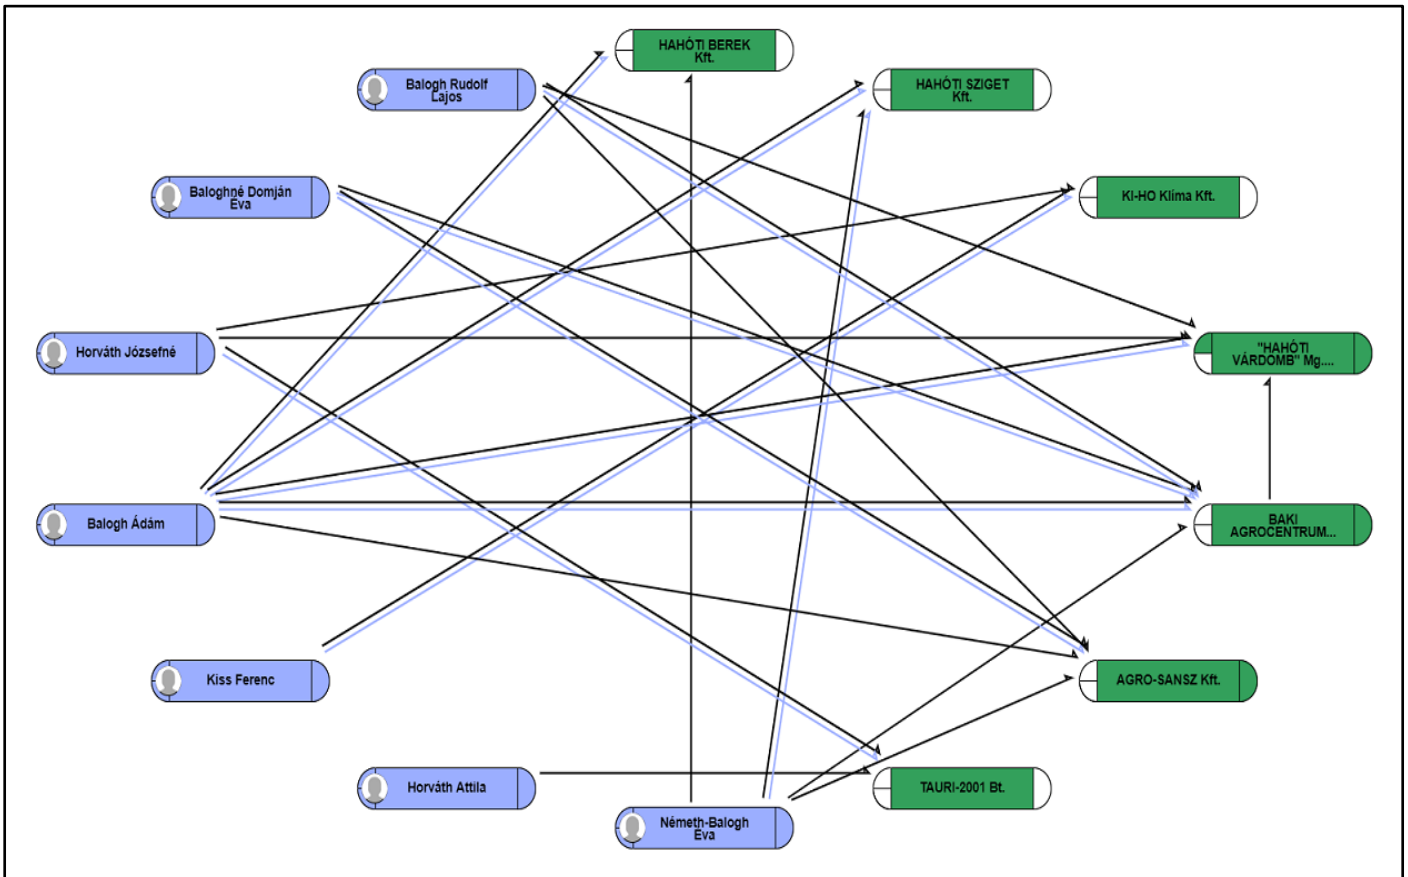 HAHÓTI BEREK
Kft.
Balogh Rudolf
Lajos
HAHÓTI SZIGET
Kft.
Baloghné Domján
Éva
KI-HO Klíma Kft.
Horváth Józsefné
"HAHÓTI
VÁRDOMB" Mg....
Balogh Ádám
BAKI
AGROCENTRUM...
Kiss Ferenc
AGRO-SANSZ Kft.
Horváth Attila
TAURI-2001 Bt.
Németh-Balogh
Éva